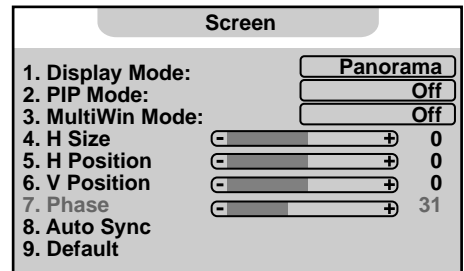 Screen
1. Display Mode: Panorama
2. PIP Mode: Off
3. MultiWin Mode: Off
4. H Size - + 0
5. H Position - + 0
6. V Position - + 0
7. Phase - + 31
8. Auto Sync
9. Default